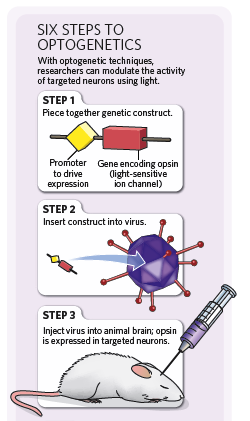 SIX STEPS TO
OPTOGENETICS
With optogenetic techniques,
researchers can modulate the activity
of targeted neurons using light.
STEP 1
Piece together genetic construct.
Promoter
to drive
expression
Gene encoding opsin
(light-sensitive
ion channel)
STEP 2
Insert construct into virus.
STEP 3
Inject virus into animal brain; opsin
is expressed in targeted neurons.